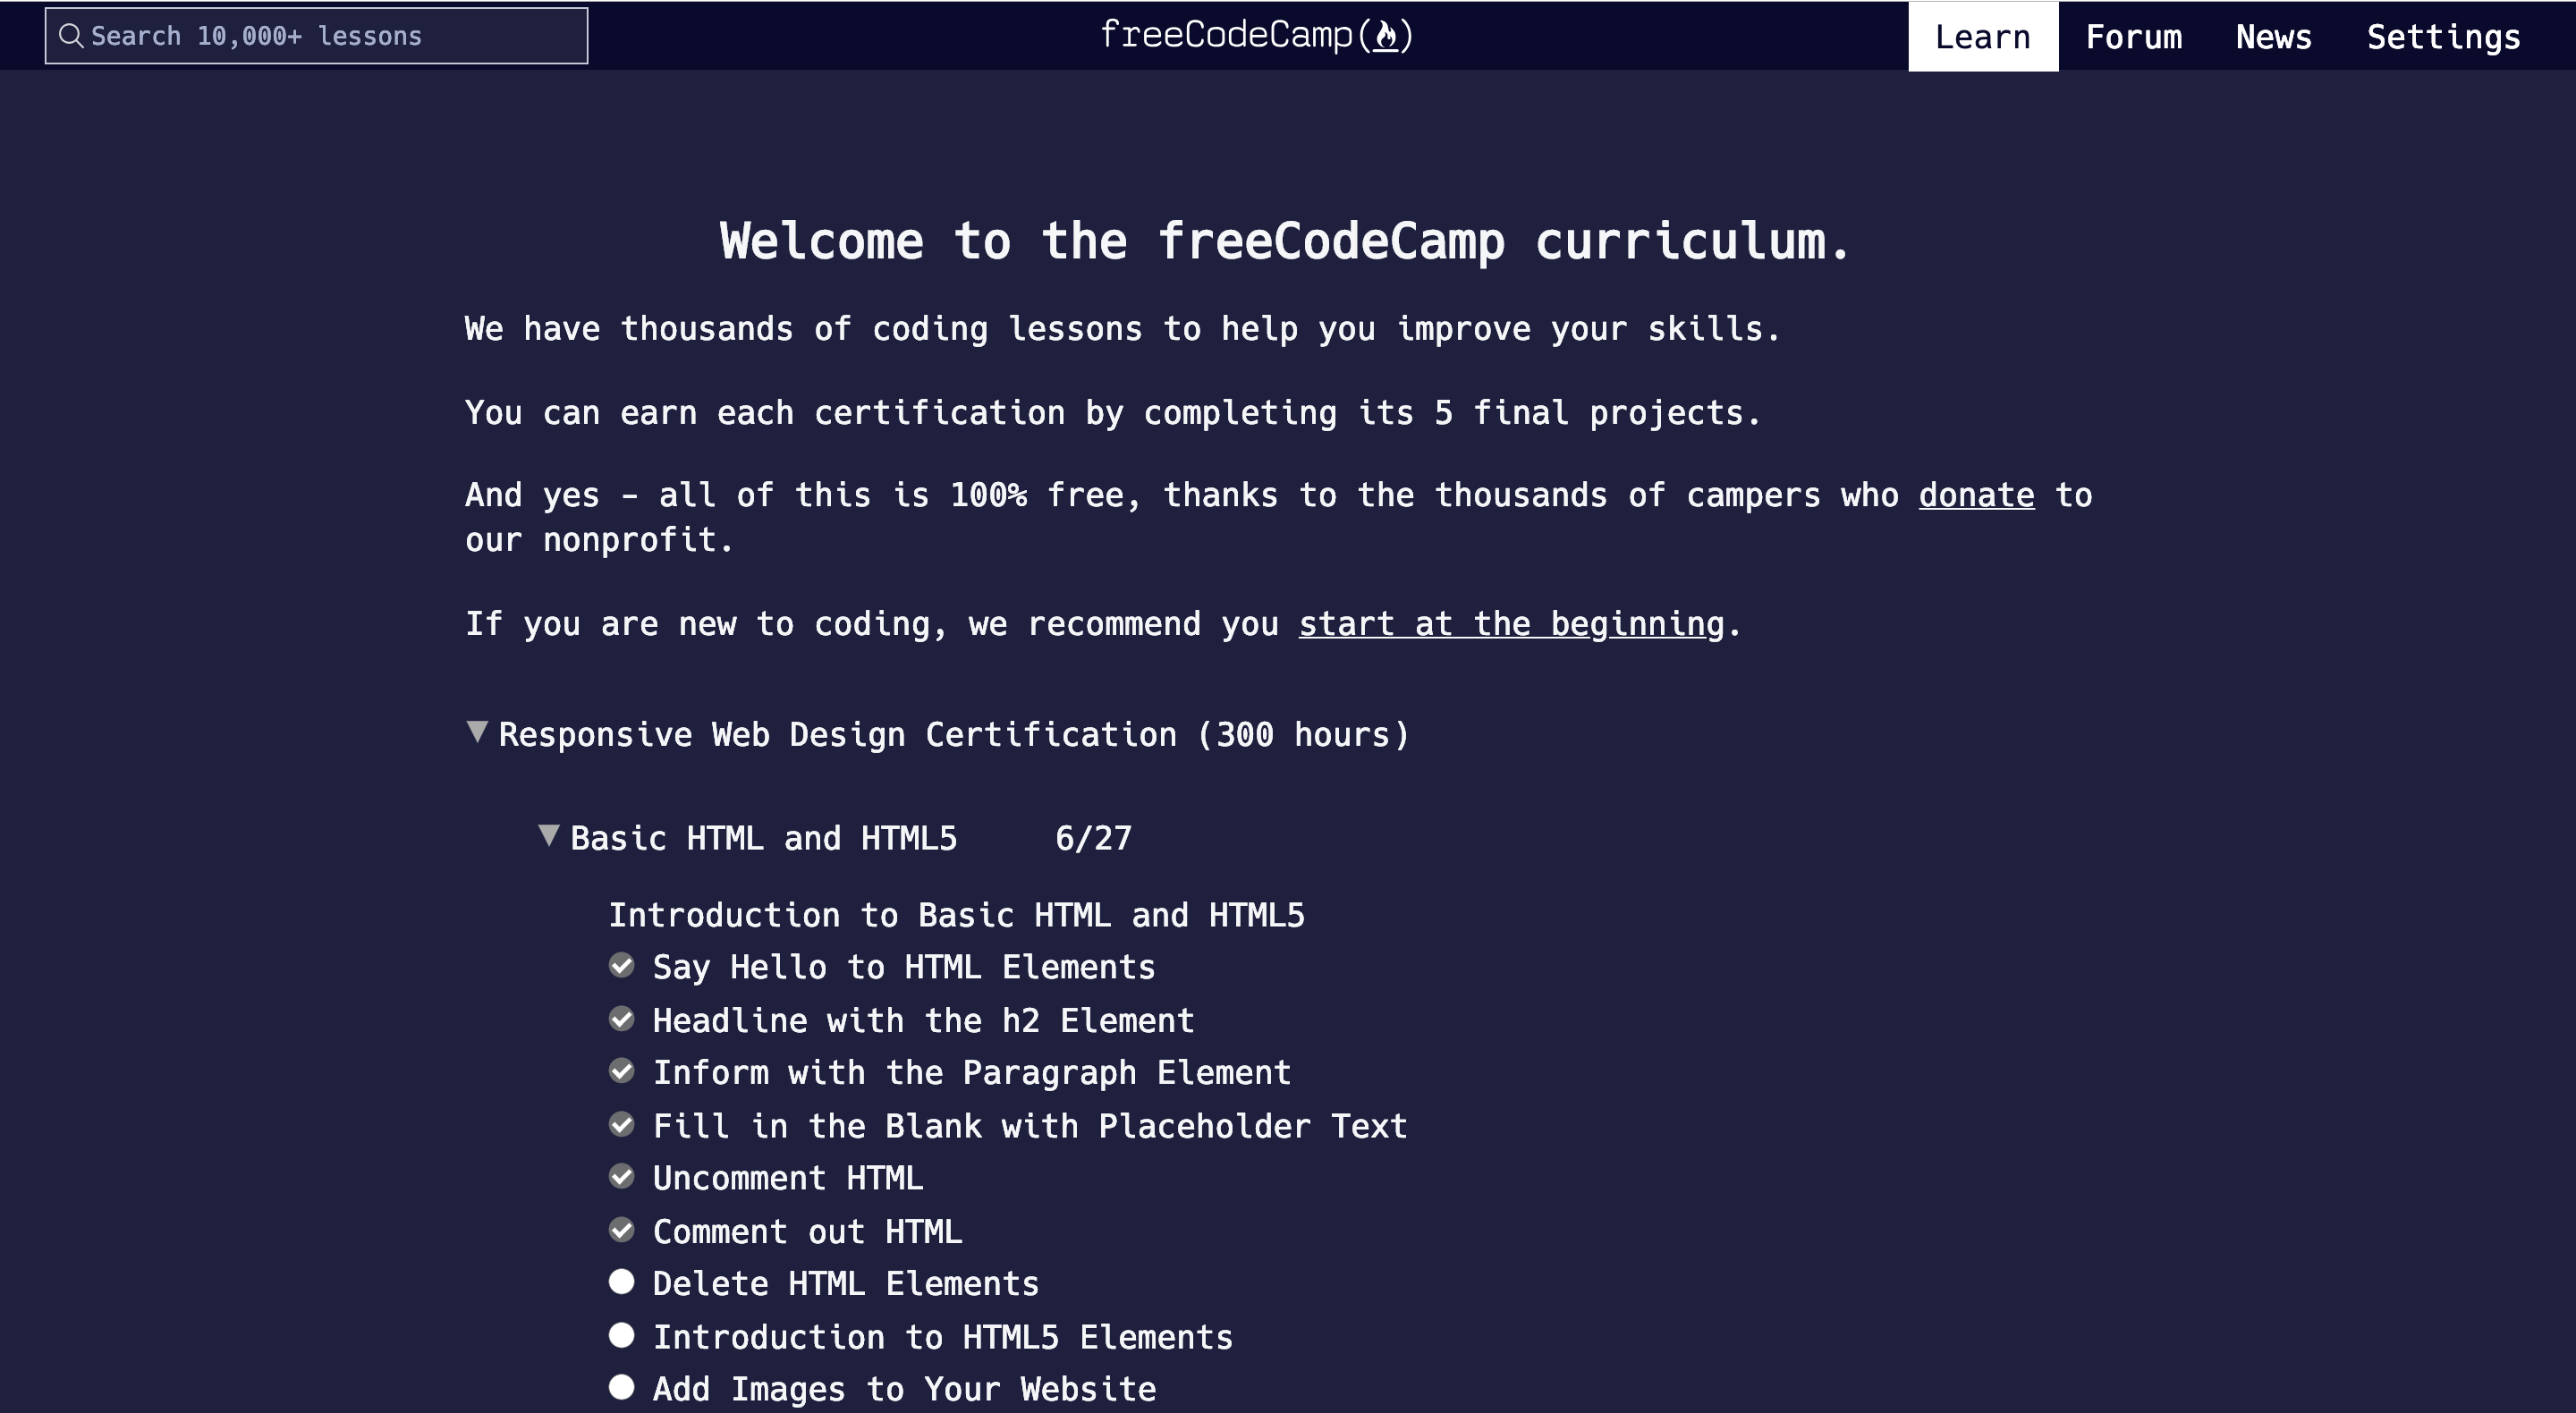 Search 10,000+ lessons
freeCodeCamp
Learn Forum News Settings
Welcome to the freeCodeCamp curriculum.
We have thousands of coding lessons to help you improve your skills.
You can earn each certification by completing its 5 final projects.
And yes - all of this is 100% free, thanks to the thousands of campers who donate to
our nonprofit.
If you are new to coding, we recommend you start at the beginning.
Responsive Web Design Certification (300 hours)
Basic HTML and HTML5 6/27
Introduction to Basic HTML and HTML5
Say Hello to HTML Elements
Headline with the h2 Element
Inform with the Paragraph Element
Fill in the Blank with Placeholder Text
Uncomment HTML
Comment out HTML
Delete HTML Elements
Introduction to HTML5 Elements
Add Images to Your Website